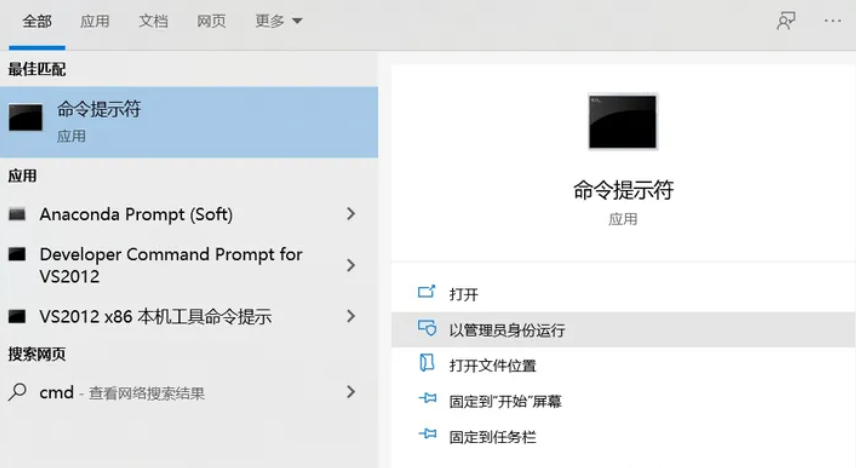 全部 应用 文档 网页 更多
最佳匹配
命令提示符
应用
应用
Anaconda Prompt (Soft)
Developer Command Prompt for
VS2012
VS2012 x86 本机工具命令提示
搜索网页
cmd - 查看网络搜索结果
命令提示符
应用
打开
以管理员身份运行
打开文件位置
固定到"开始"屏幕
固定到任务栏